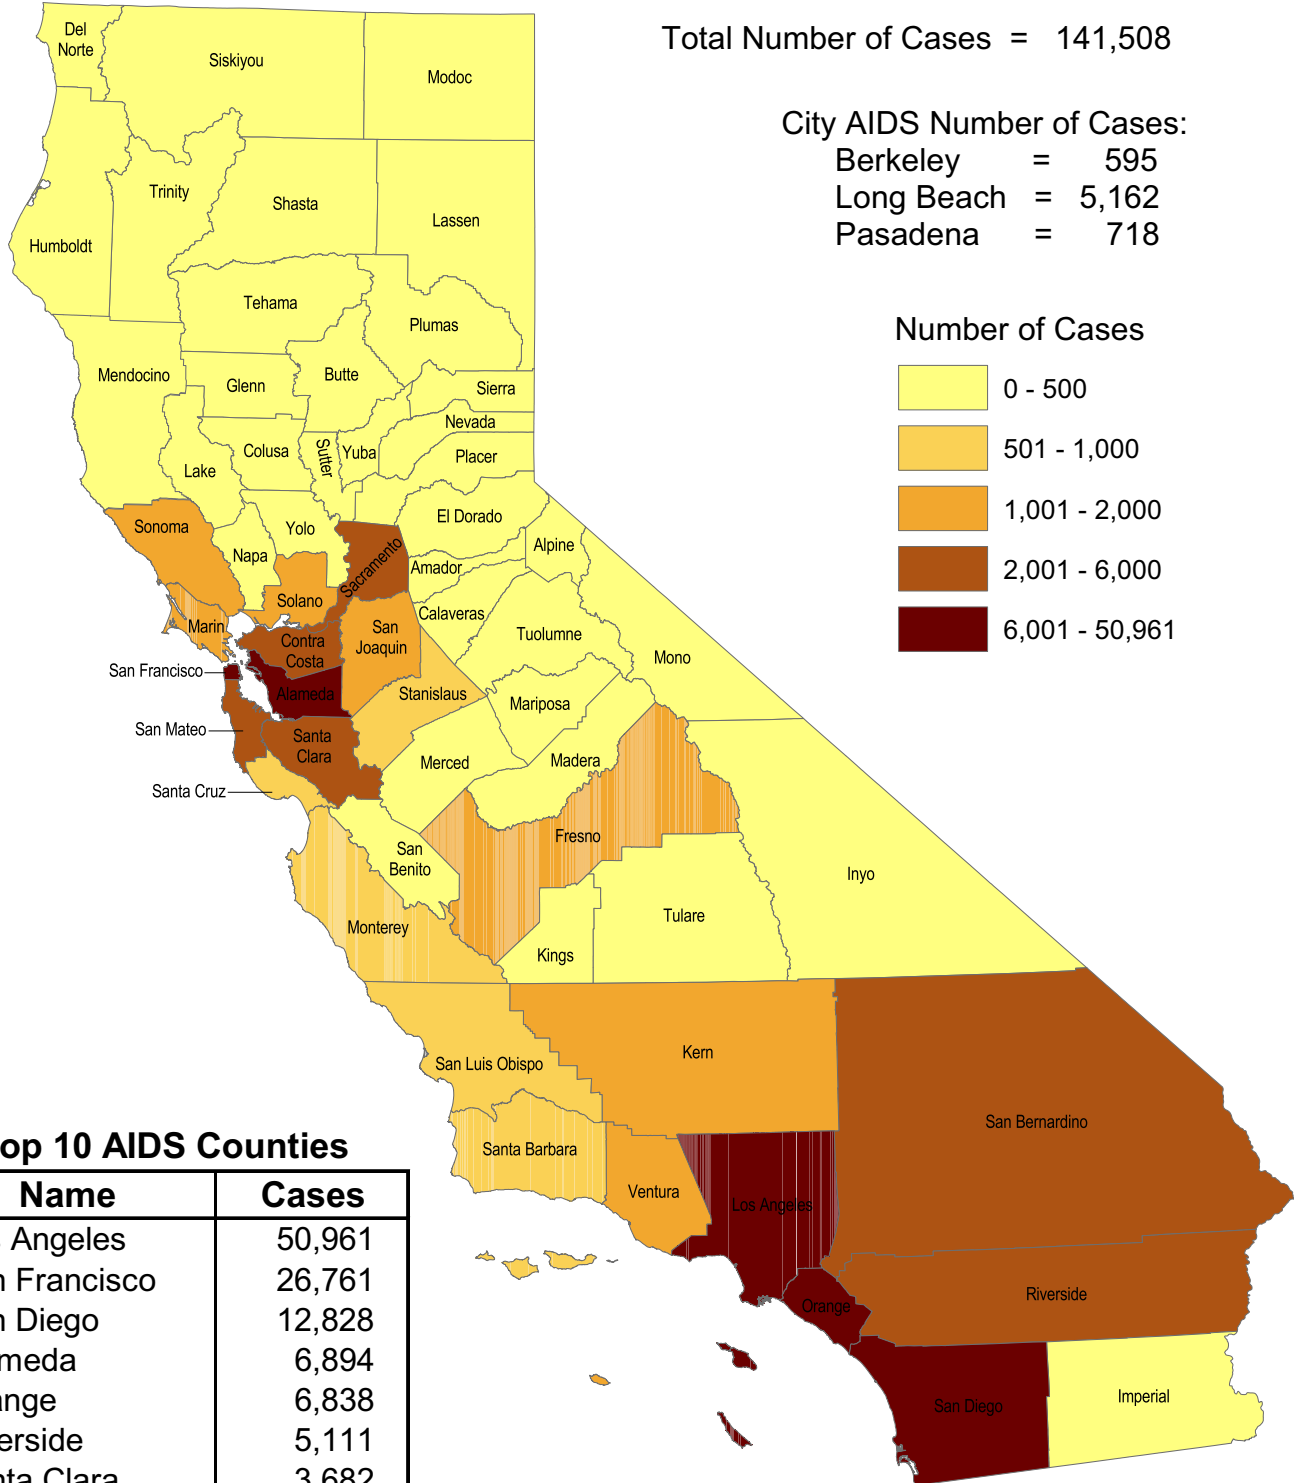 Total Number of Cases = 141,508
City AIDS Number of Cases:
Berkeley = 595
Long Beach = 5,162
Pasadena = 718
Number of Cases
0 - 500
501 - 1,000
1,001 - 2,000
2,001 - 6,000
6,001 - 50,961
Del
Norte
Siskiyou
Modoc
Trinity
Shasta
Lassen
Humboldt
Tehama
Plumas
Mendocino
Glenn
Butte
Sierra
Nevada
Colusa
Sutter
Yuba
Placer
Lake
El Dorado
Sonoma
Yolo
Napa
Sacramento
Alpine
Amador
Solano
Calaveras
Marin
San
Joaquin
Tuolumne
Contra
Costa
Mono
San Francisco
Alameda
Stanislaus
Mariposa
San Mateo
Santa
Clara
Merced
Madera
Santa Cruz
Fresno
San
Benito
Inyo
Monterey
Tulare
Kings
San Luis Obispo
Kern
San Bernardino
Santa Barbara
Ventura
Los Angeles
Orange
Riverside
San Diego
Imperial
op 10 AIDS Counties
Name Cases
Angeles 50,961
n Francisco 26,761
n Diego 12,828
meda 6,894
ange 6,838
erside 5,111
nta Clara 3,682